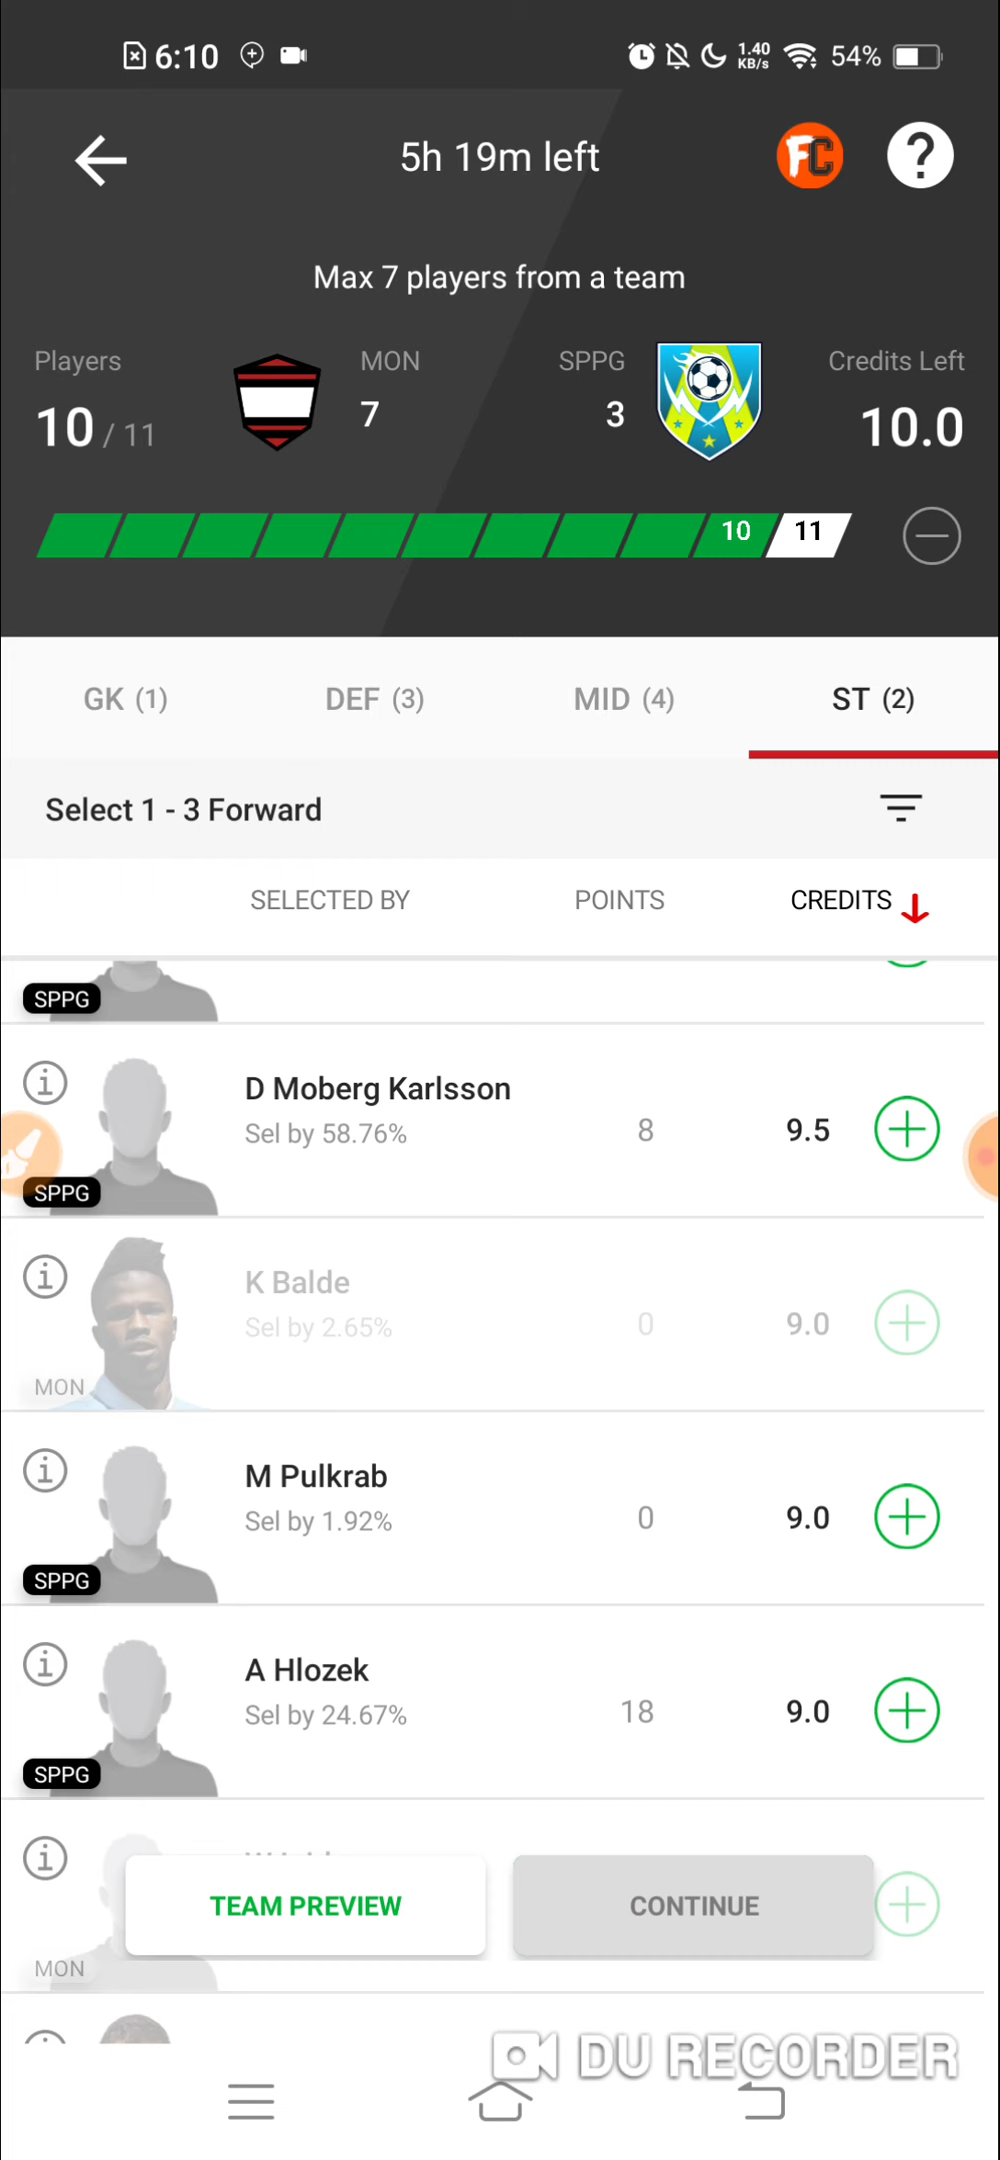 6:10 1.40 KB/s 54%
5h 19m left FC ?
Max 7 players from a team
Players MON SPPG Credits Left
10 / 11 7 3 10.0
10 11
GK (1) DEF (3) MID (4) ST (2)
Select 1 - 3 Forward
SELECTED BY POINTS CREDITS
SPPG
D Moberg Karlsson
Sel by 58.76% 8 9.5
SPPG
K Balde
Sel by 2.65% 0 9.0
MON
M Pulkrab
Sel by 1.92% 0 9.0
SPPG
A Hlozek
Sel by 24.67% 18 9.0
SPPG
TEAM PREVIEW CONTINUE
MON
DU RECORDER